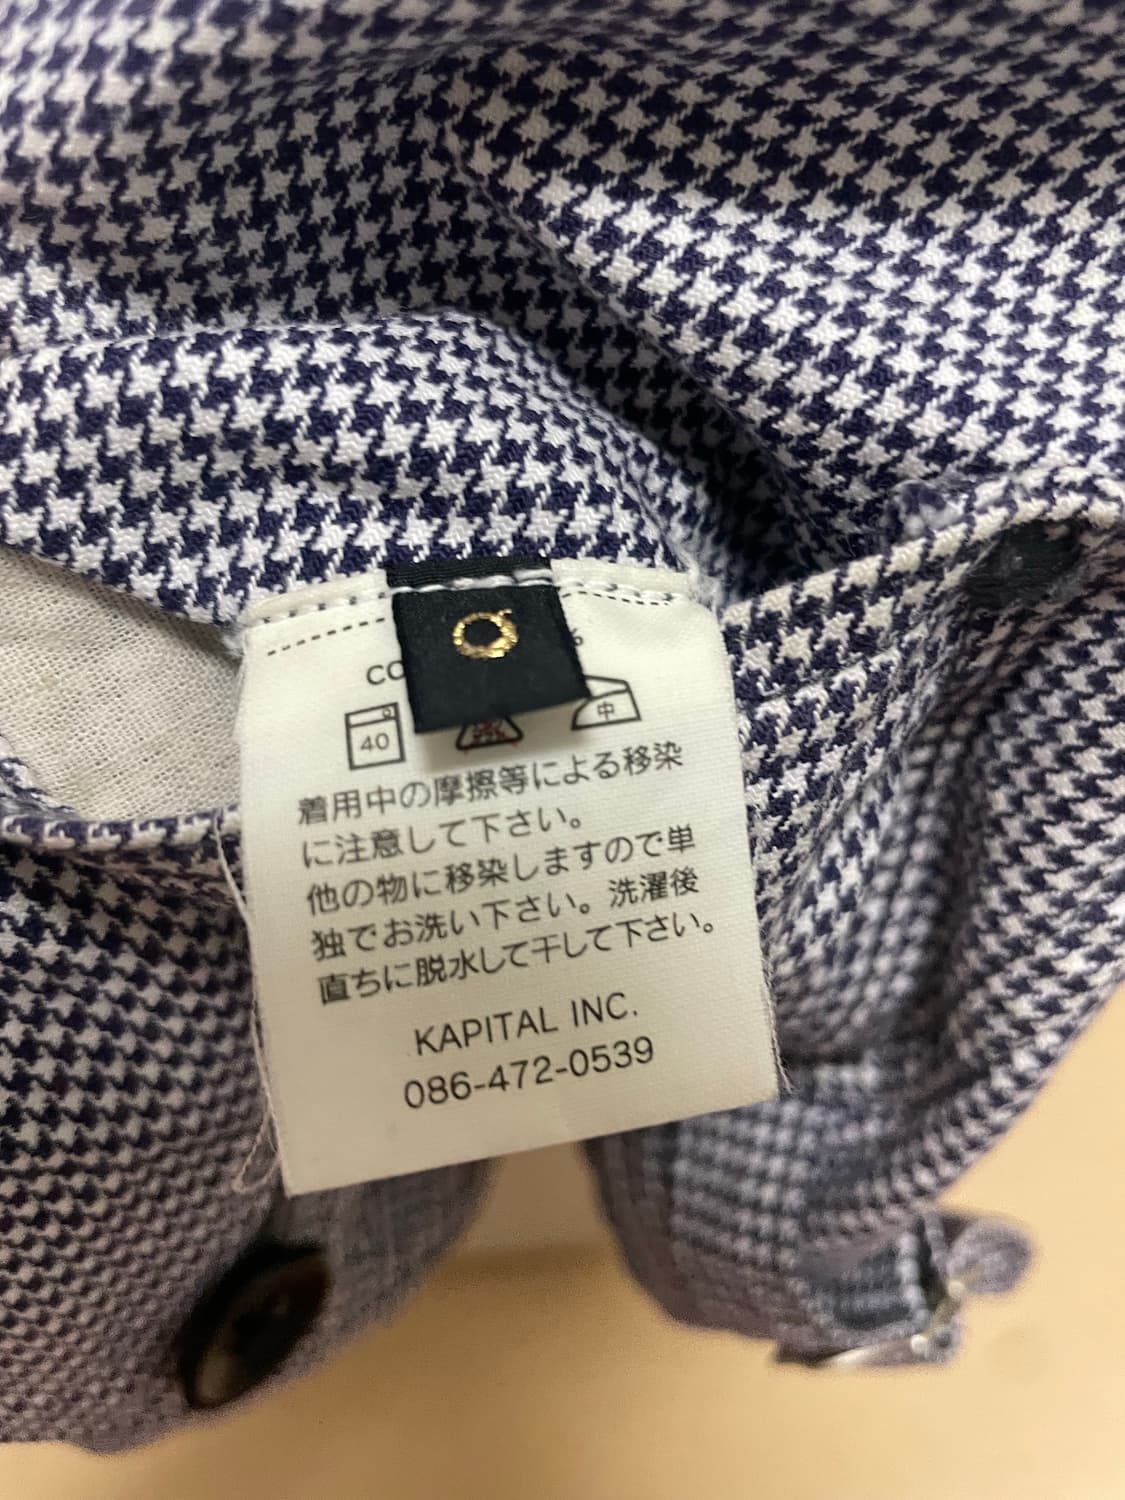 40
中
着用中の摩擦等による移染
に注意して下さい。
他の物に移染しますので単
独でお洗い下さい。洗濯後
直ちに脱水して干して下さい。
KAPITAL INC.
086-472-0539